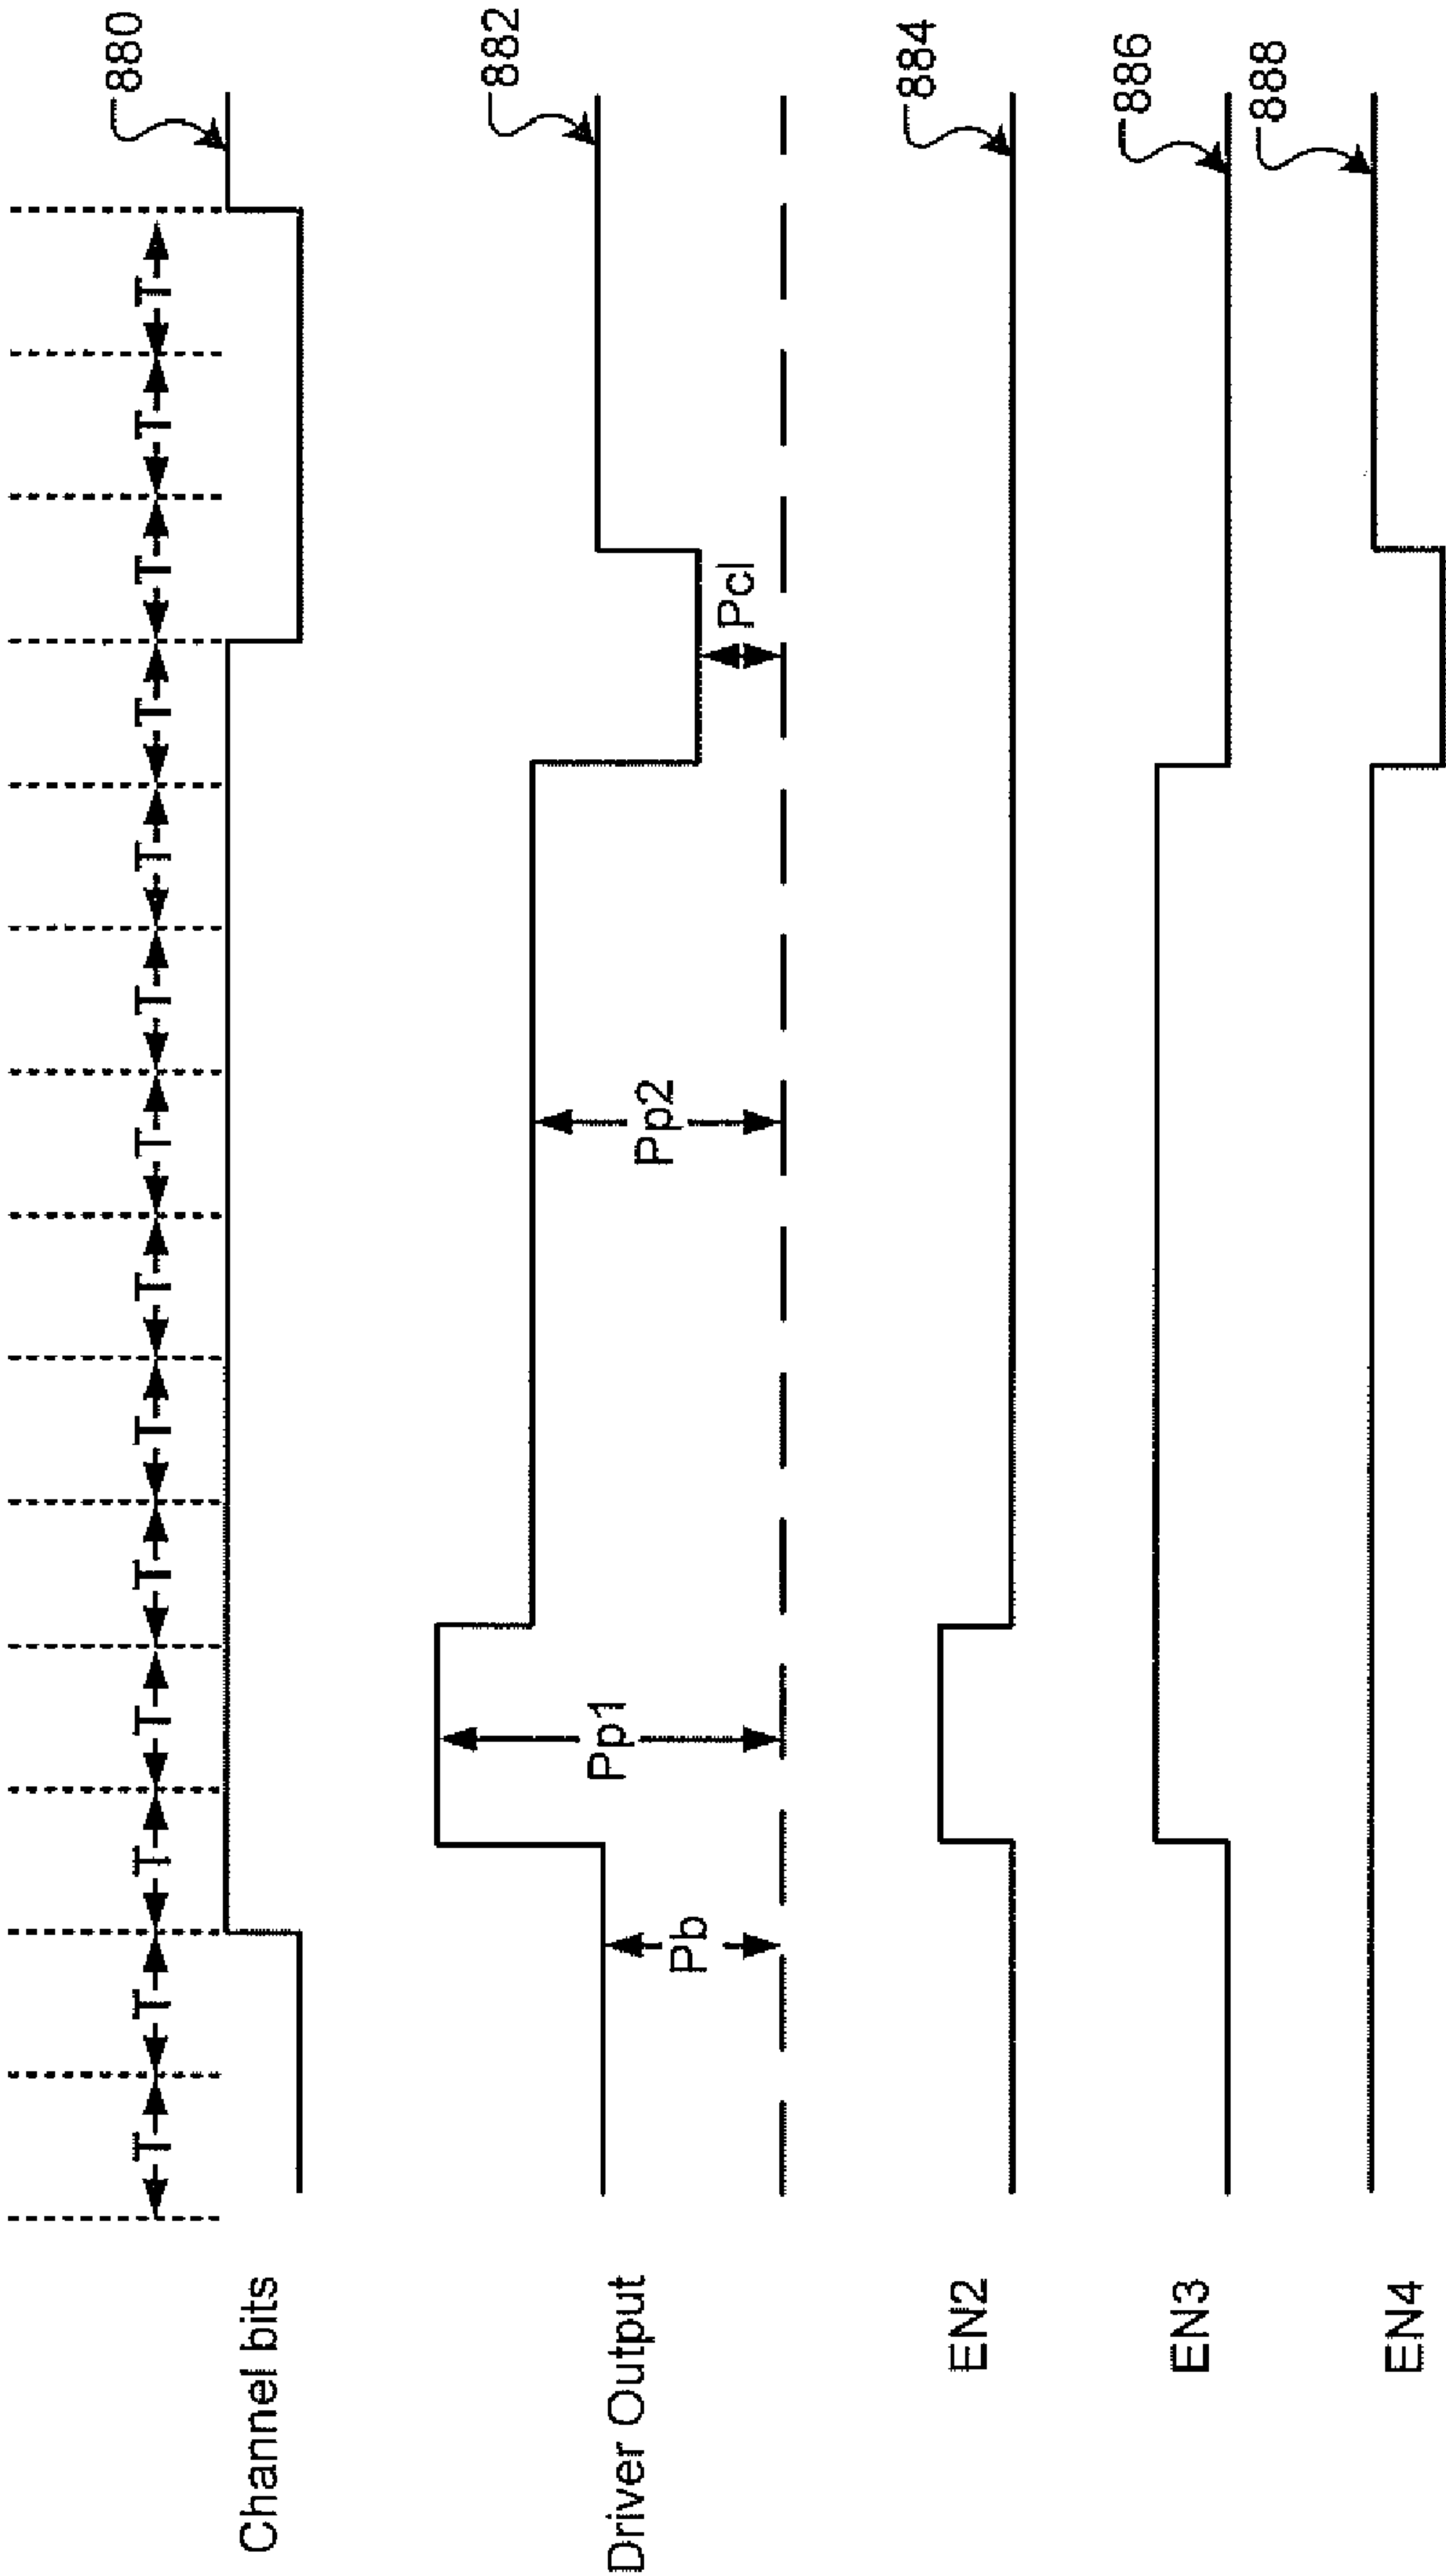 T T T T T T T T T T T T T T
880
Channel bits
882
Driver Output
Pb
Pp1
Pp2
Pcl
884
EN2
886
EN3
888
EN4